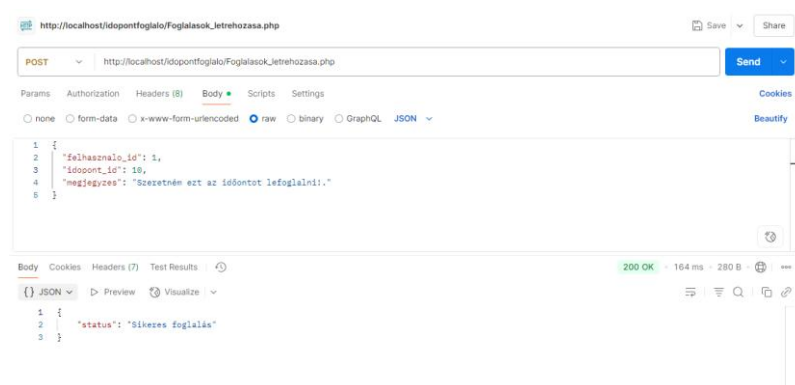 http://localhost/idopontfoglalo/Foglalasok_letrehozasa.php Save Share
POST http://localhost/idopontfoglalo/Foglalasok_letrehozasa.php Send
Params Authorization Headers (8) Body Scripts Settings Cookies
none form-data x-www-form-urlencoded raw binary GraphQL JSON Beautify
1 {
2 "felhasznalo_id": 1,
3 "idopont_id": 10,
4 "megjegyzes": "Szeretném ezt az időontot lefoglalni!."
5 }
Body Cookies Headers (7) Test Results 200 OK 164 ms 280 B
{} JSON Preview Visualize
1 {
2 "status": "Sikeres foglalás"
3 }